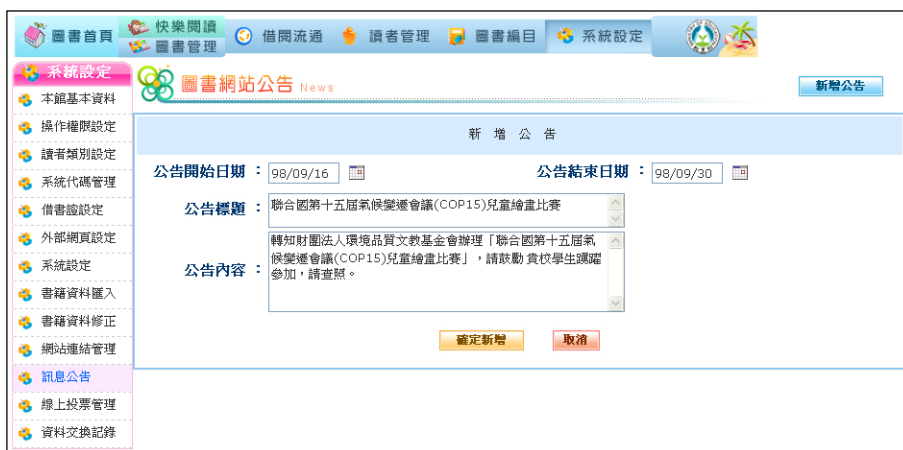 圖書首頁
快樂閱讀
圖書管理
借閱流通
讀者管理
圖書編目
系統設定
系統設定
本館基本資料
操作權限設定
讀者類別設定
系統代碼管理
借書證設定
外部網頁設定
系統設定
書籍資料匯入
書籍資料修正
網站連結管理
訊息公告
線上投票管理
資料交換記錄
圖書網站公告 News
新增公告
新 增 公 告
公告開始日期 : 98/09/16
公告結束日期 : 98/09/30
公告標題 : 聯合國第十五屆氣候變遷會議(COP15)兒童繪畫比賽
公告內容 :
轉知財團法人環境品質文教基金會辦理「聯合國第十五屆氣
候變遷會議(COP15)兒童繪畫比賽」，請鼓勵 貴校學生踴躍
參加，請查照。
確定新增
取消